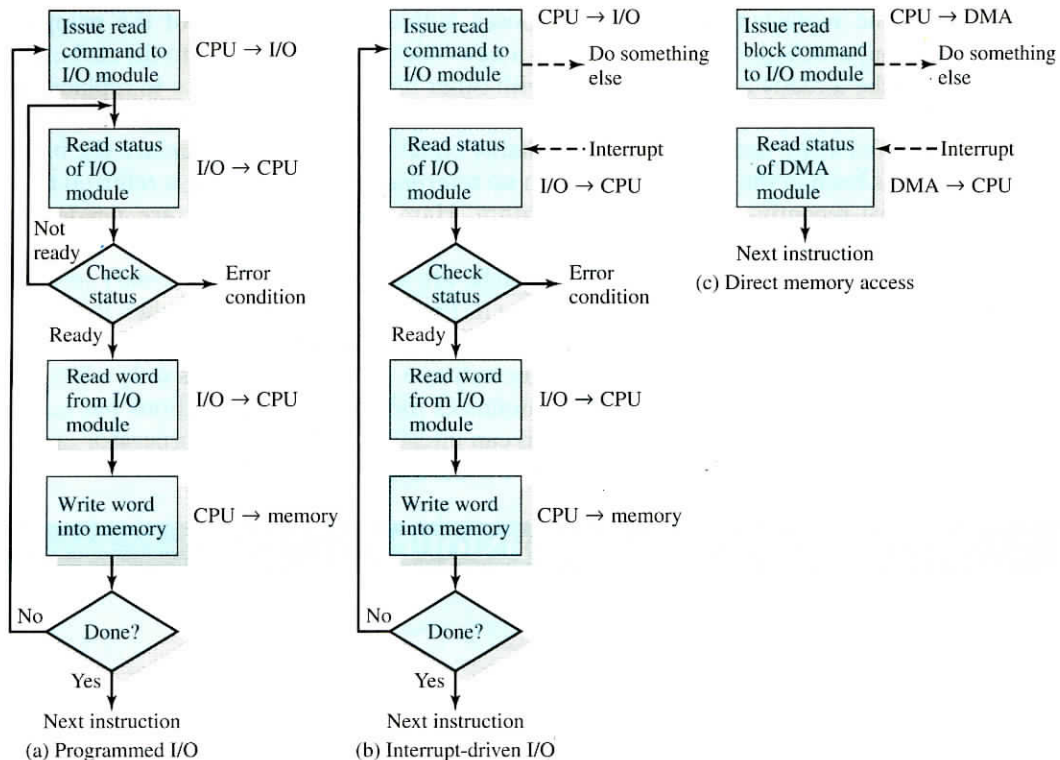 Issue read
command to
I/O module
CPU → I/O
Read status
of I/O
module
I/O → CPU
Not
ready
Check
status
Error
condition
Ready
Read word
from I/O
module
I/O → CPU
Write word
into memory
CPU → memory
No
Done?
Yes
Next instruction
(a) Programmed I/O
Issue read
command to
I/O module
CPU → I/O
Do something
else
Read status
of I/O
module
Interrupt
I/O → CPU
Check
status
Error
condition
Ready
Read word
from I/O
module
I/O → CPU
Write word
into memory
CPU → memory
No
Done?
Yes
Next instruction
(b) Interrupt-driven I/O
Issue read
block command
to I/O module
CPU → DMA
Do something
else
Read status
of DMA
module
Interrupt
DMA → CPU
Next instruction
(c) Direct memory access